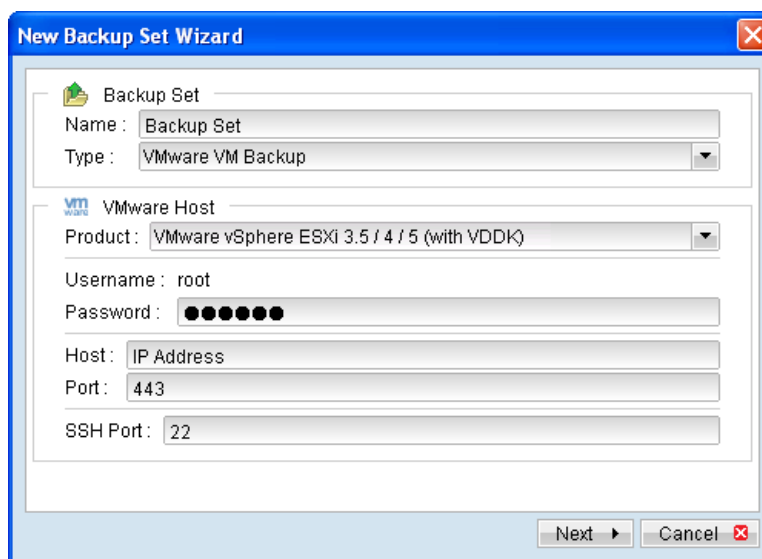 New Backup Set Wizard
Backup Set
Name : Backup Set
Type : VMware VM Backup
vm ware VMware Host
Product : VMware vSphere ESXi 3.5 / 4 / 5 (with VDDK)
Username : root
Password : ●●●●●●
Host : IP Address
Port : 443
SSH Port : 22
Next Cancel